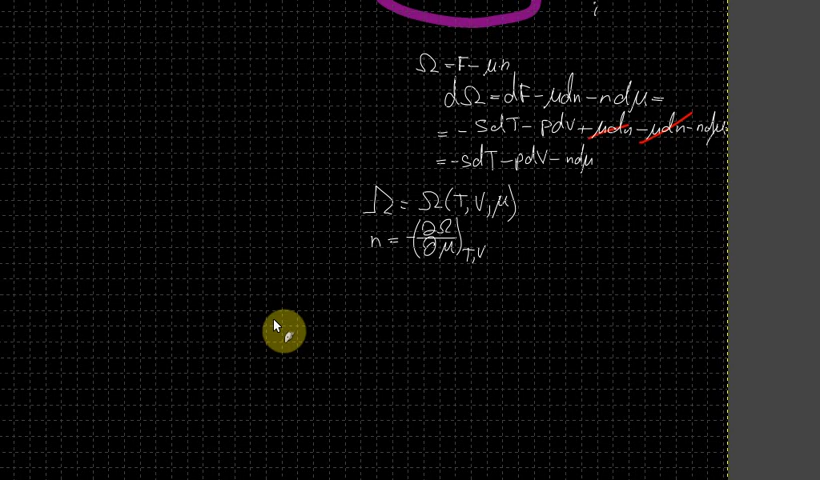 i
Ω = F - μn
dΩ = dF - μdn - ndμ =
= - SdT - pdV + μdn - μdn - ndμ
= - SdT - pdV - ndμ
Ω = Ω(T, V, μ)
n = -(∂Ω/∂μ)_{T,V}